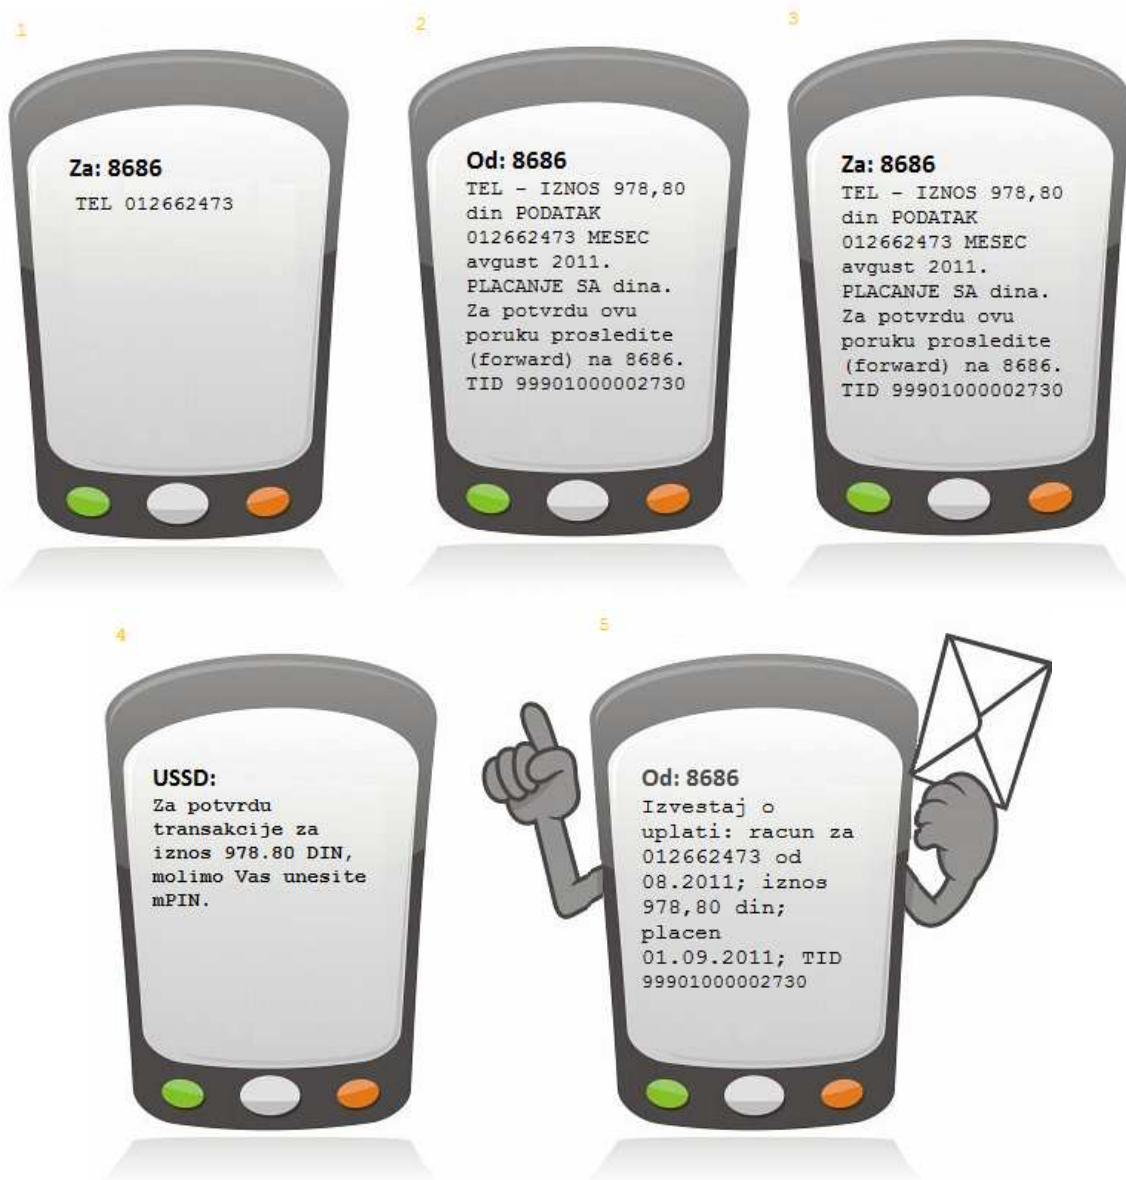 1
Za: 8686
TEL 012662473
2
Od: 8686
TEL - IZNOS 978,80
din PODATAK
012662473 MESEC
avgust 2011.
PLACANJE SA dina.
Za potvrdu ovu
poruku prosledite
(forward) na 8686.
TID 99901000002730
3
Za: 8686
TEL - IZNOS 978,80
din PODATAK
012662473 MESEC
avgust 2011.
PLACANJE SA dina.
Za potvrdu ovu
poruku prosledite
(forward) na 8686.
TID 99901000002730
4
USSD:
Za potvrdu
transakcije za
iznos 978.80 DIN,
molimo Vas unesite
mPIN.
5
Od: 8686
Izvestaj o
uplati: racun za
012662473 od
08.2011; iznos
978,80 din;
placen
01.09.2011; TID
99901000002730